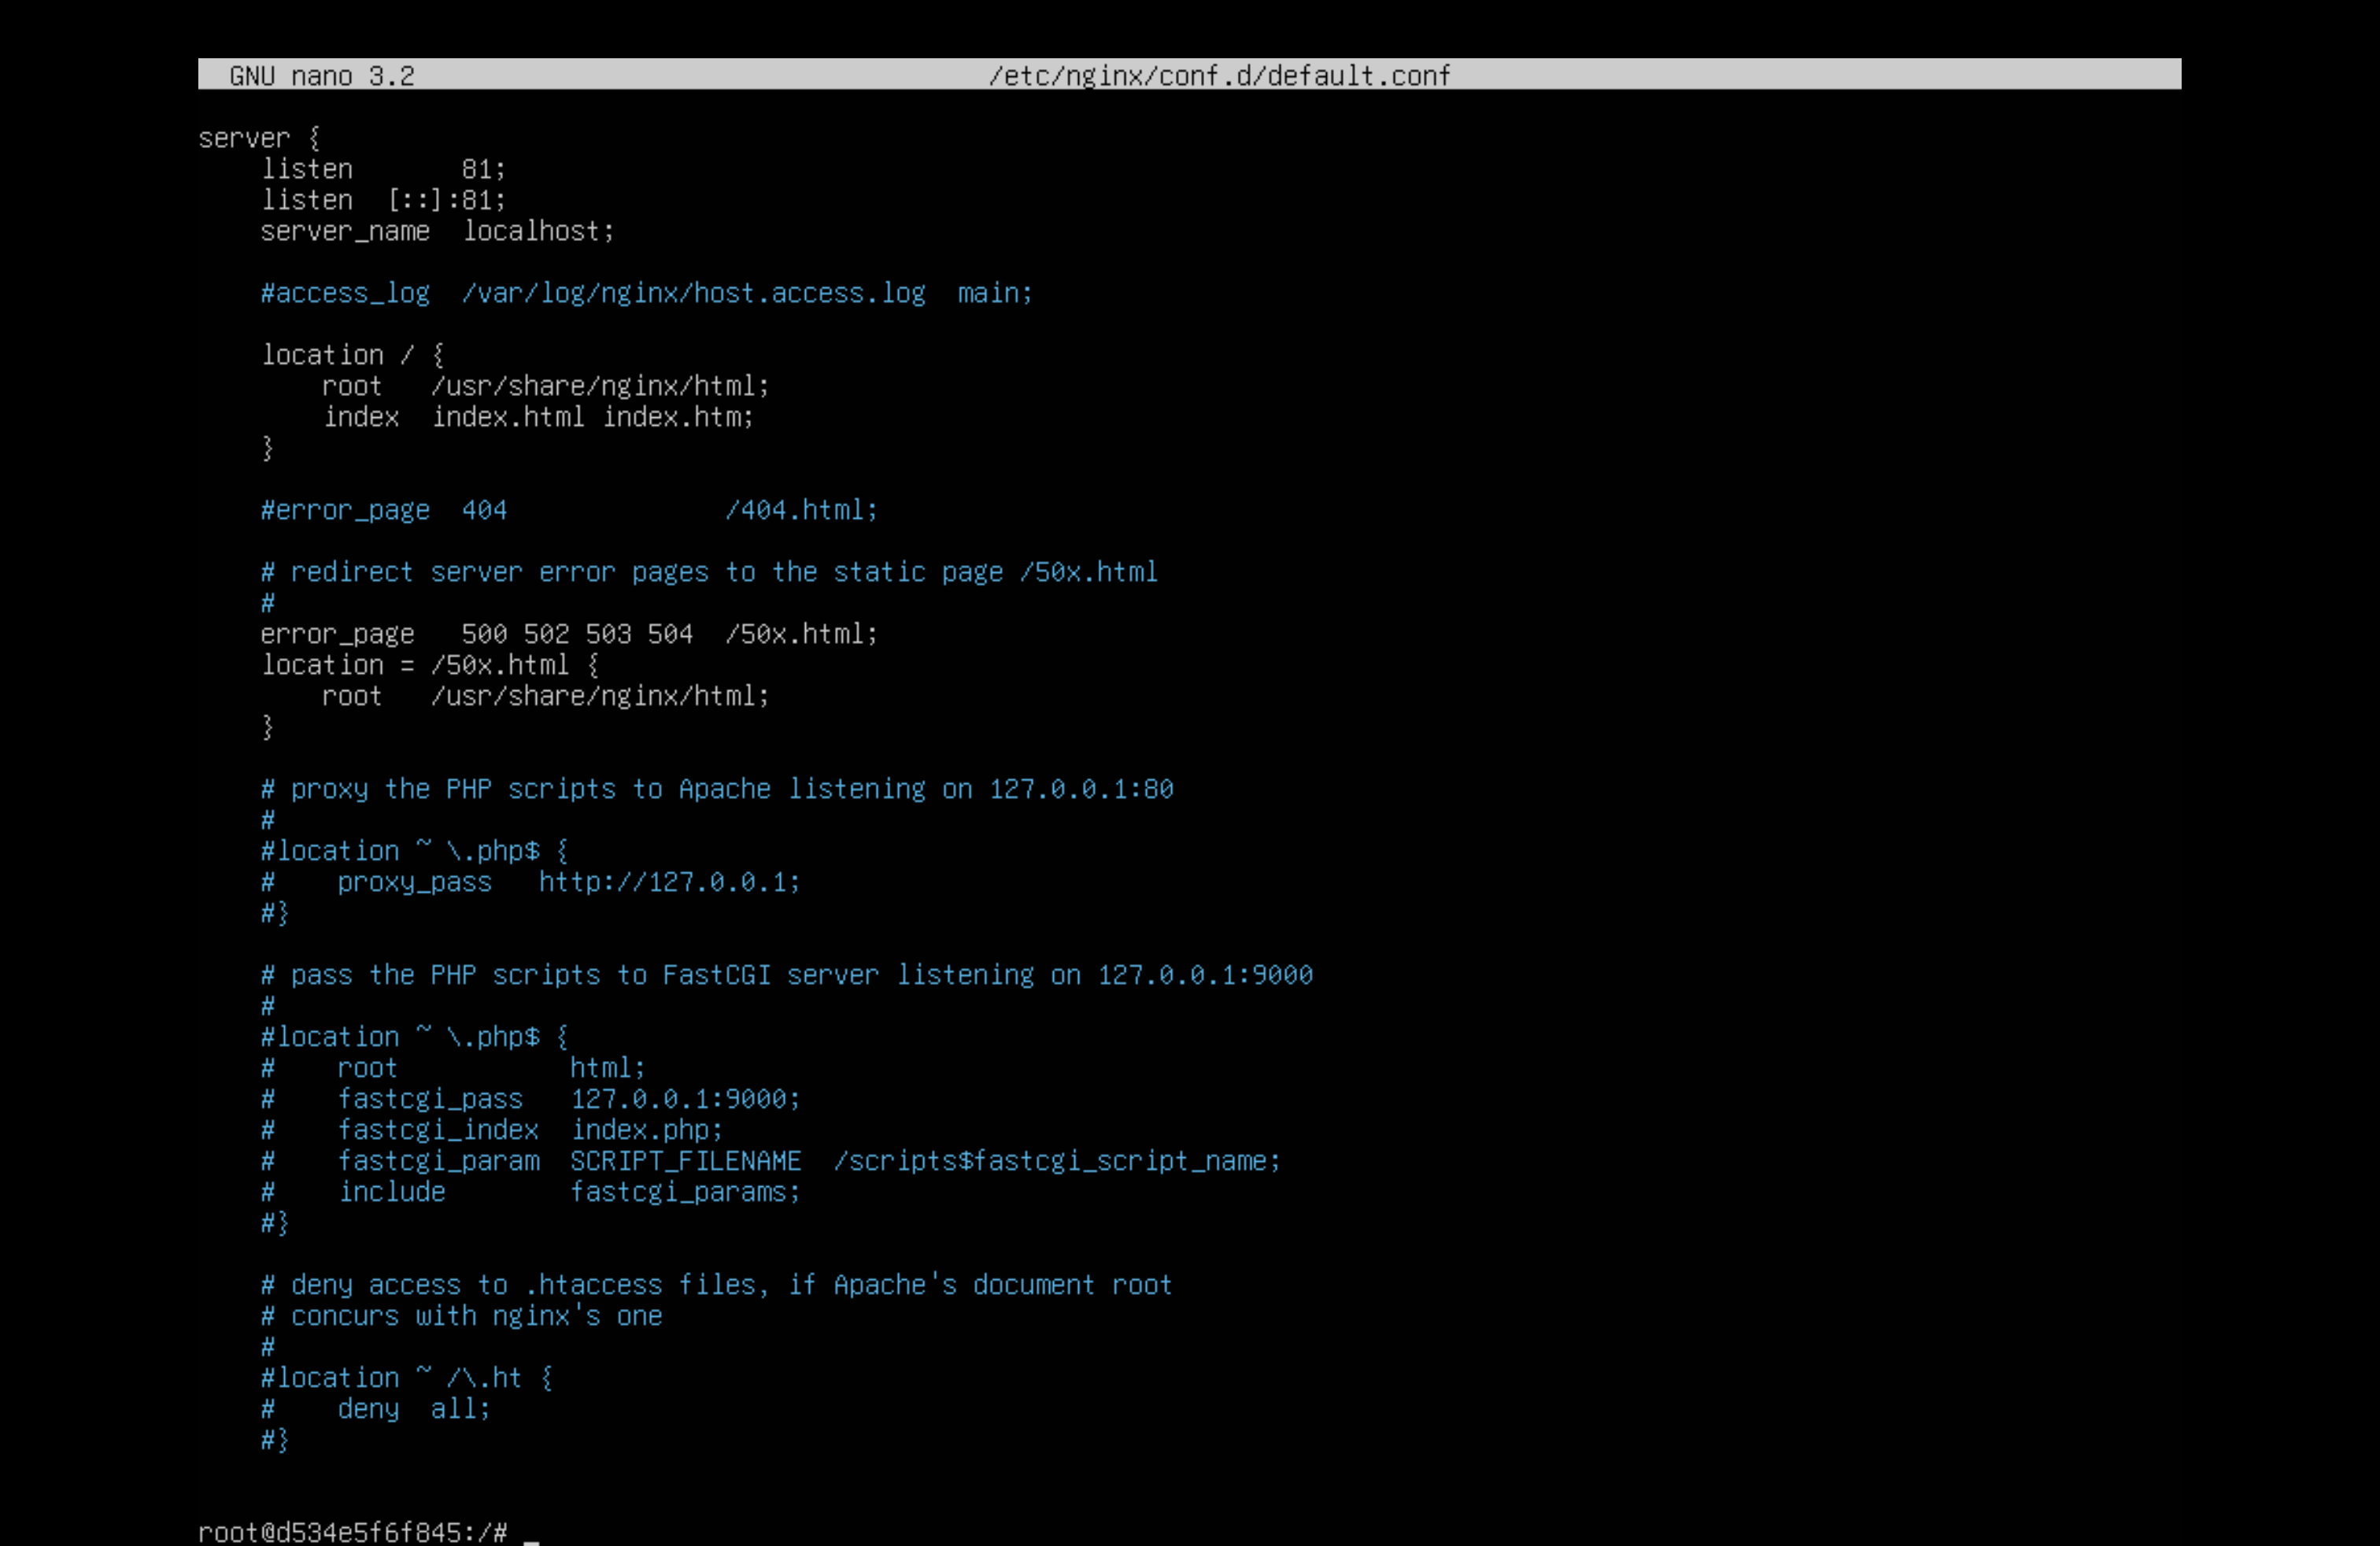 GNU nano 3.2 /etc/nginx/conf.d/default.conf
server {
    listen       81;
    listen  [::]:81;
    server_name  localhost;
    #access_log  /var/log/nginx/host.access.log  main;
    location / {
        root   /usr/share/nginx/html;
        index  index.html index.htm;
    }
    #error_page  404              /404.html;
    # redirect server error pages to the static page /50x.html
    #
    error_page   500 502 503 504  /50x.html;
    location = /50x.html {
        root   /usr/share/nginx/html;
    }
    # proxy the PHP scripts to Apache listening on 127.0.0.1:80
    #
    #location ~ \.php$ {
    #    proxy_pass   http://127.0.0.1;
    #}
    # pass the PHP scripts to FastCGI server listening on 127.0.0.1:9000
    #
    #location ~ \.php$ {
    #    root           html;
    #    fastcgi_pass   127.0.0.1:9000;
    #    fastcgi_index  index.php;
    #    fastcgi_param  SCRIPT_FILENAME  /scripts$fastcgi_script_name;
    #    include        fastcgi_params;
    #}
    # deny access to .htaccess files, if Apache's document root
    # concurs with nginx's one
    #
    #location ~ /\.ht {
    #    deny  all;
    #}
root@d534e5f6f845:/# _